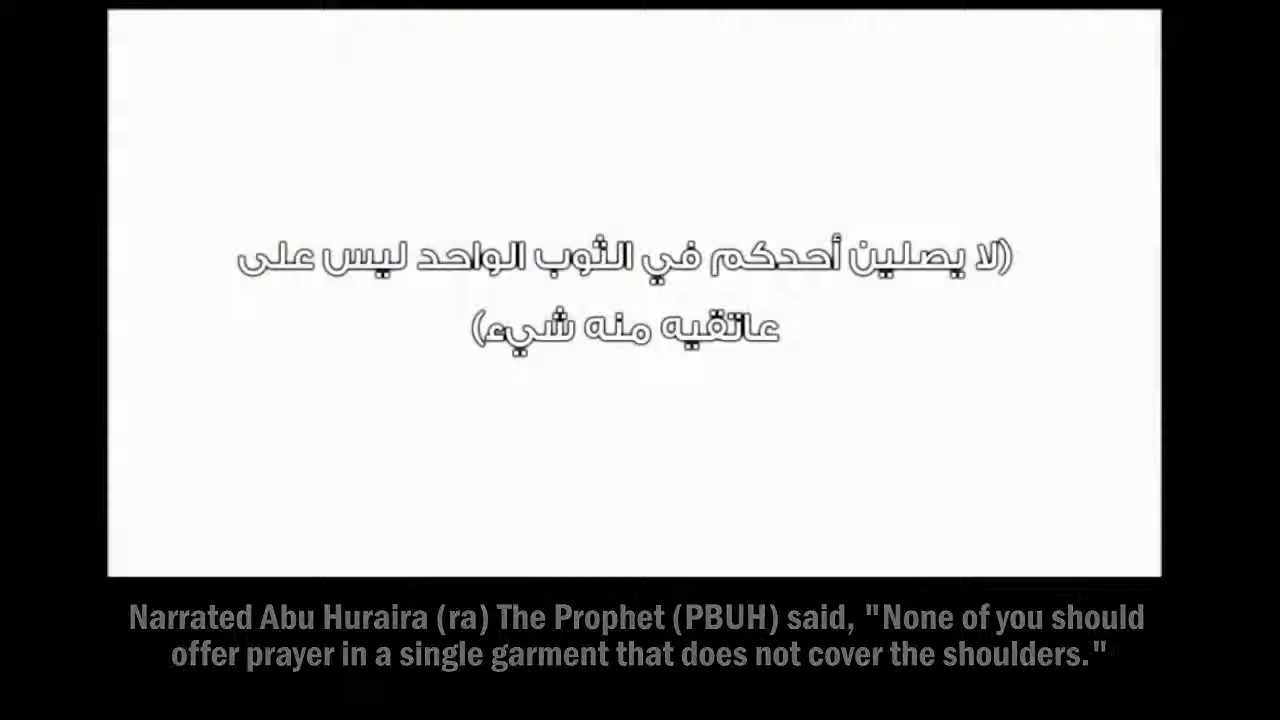 (لا يصلين أحدكم في الثوب الواحد ليس على
عاتقيه منه شيء)
Narrated Abu Huraira (ra) The Prophet (PBUH) said, "None of you should
offer prayer in a single garment that does not cover the shoulders."